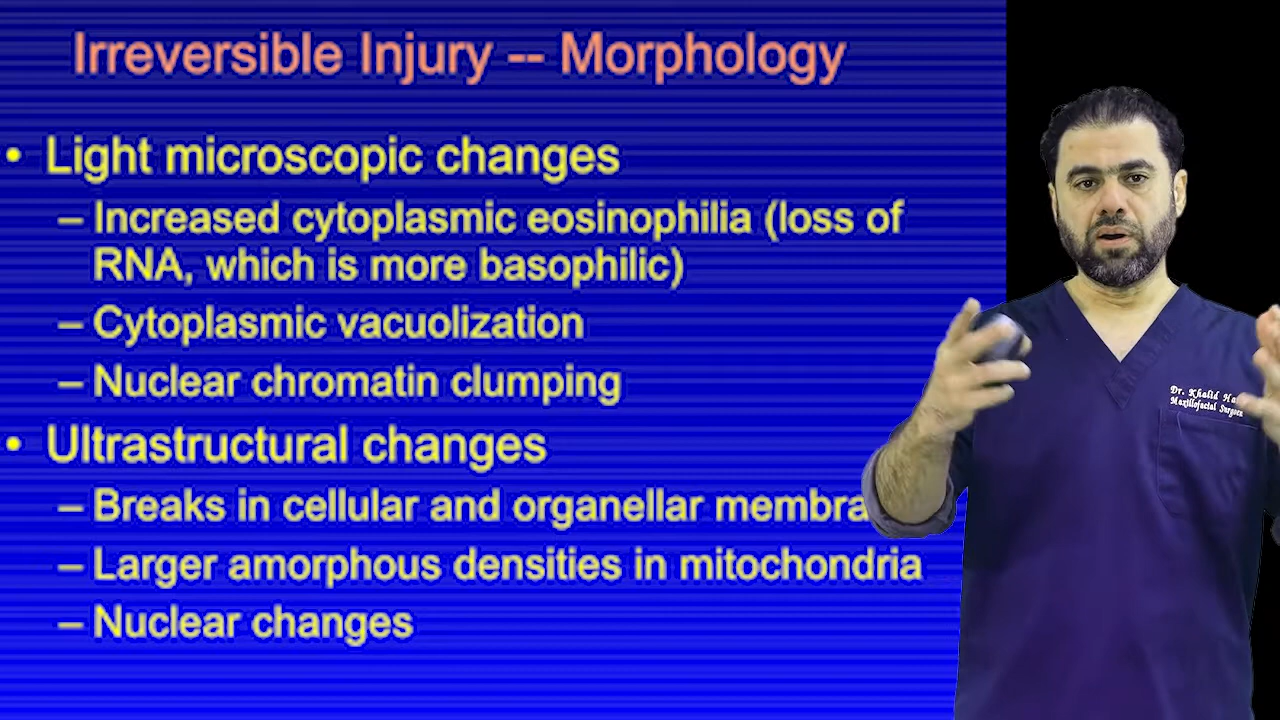 Irreversible Injury -- Morphology
• Light microscopic changes
– Increased cytoplasmic eosinophilia (loss of
RNA, which is more basophilic)
– Cytoplasmic vacuolization
– Nuclear chromatin clumping
• Ultrastructural changes
– Breaks in cellular and organellar
– Larger amorphous densities in mitochondria
– Nuclear changes
Dr. Khalid
Maxillofacial Surgeon